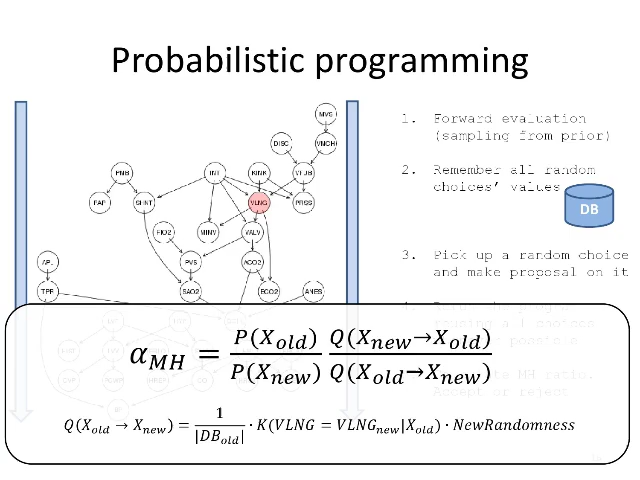 Probabilistic programming
MVS
DISC
VMCH
PMB
INT
KINK
VTUB
PAP
SHNT
VLNG
PRSS
FIO2
MINV
VALV
APL
PVS
ACO2
TPR
SAO2
ECO2
ANES
1. Forward evaluation
(sampling from prior)
2. Remember all random
choices' values
DB
3. Pick up a random choice
and make proposal on it
α_MH = P(X_old) / P(X_new) Q(X_new→X_old) / Q(X_old→X_new)
Q(X_old → X_new) = 1 / |DB_old| · K(VLNG = VLNG_new|X_old) · NewRandomness